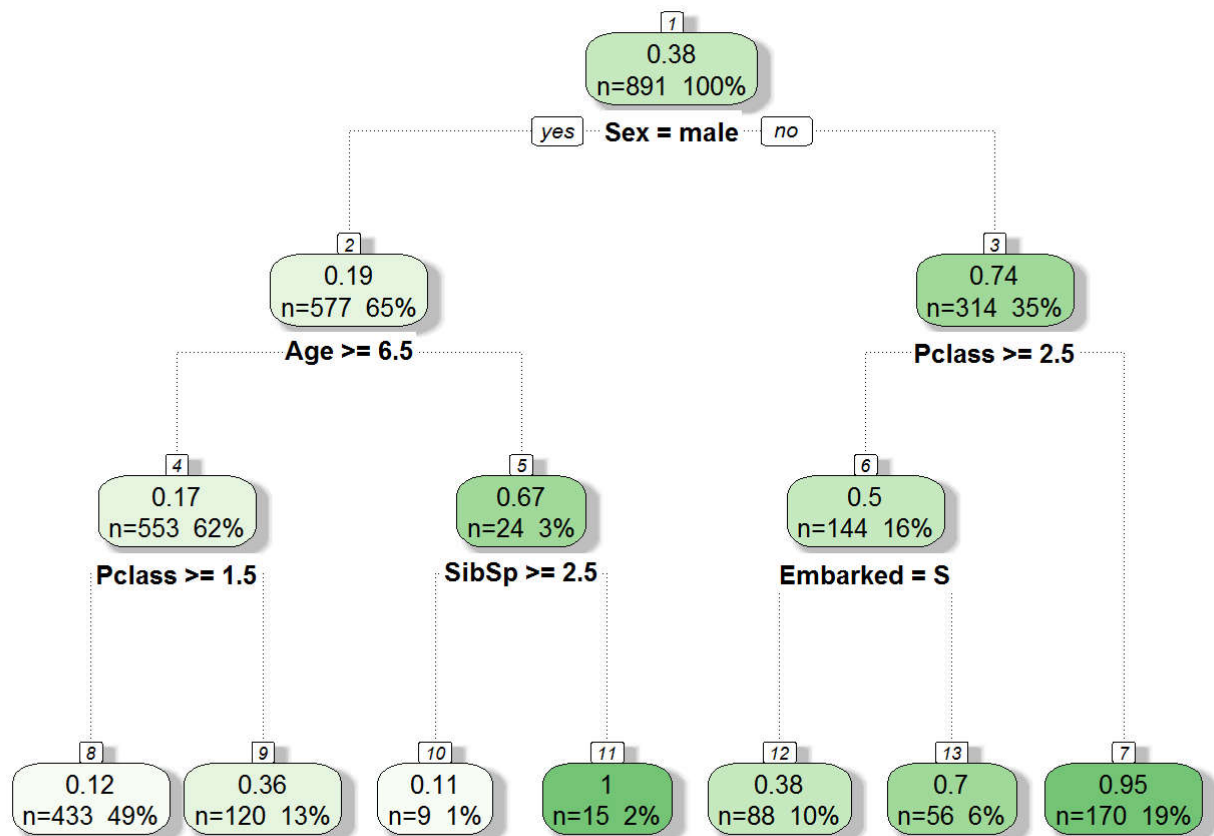 1
0.38
n=891 100%
yes Sex = male no
2
0.19
n=577 65%
3
0.74
n=314 35%
Age >= 6.5
Pclass >= 2.5
4
0.17
n=553 62%
5
0.67
n=24 3%
6
0.5
n=144 16%
Pclass >= 1.5
SibSp >= 2.5
Embarked = S
8
0.12
n=433 49%
9
0.36
n=120 13%
10
0.11
n=9 1%
11
1
n=15 2%
12
0.38
n=88 10%
13
0.7
n=56 6%
7
0.95
n=170 19%